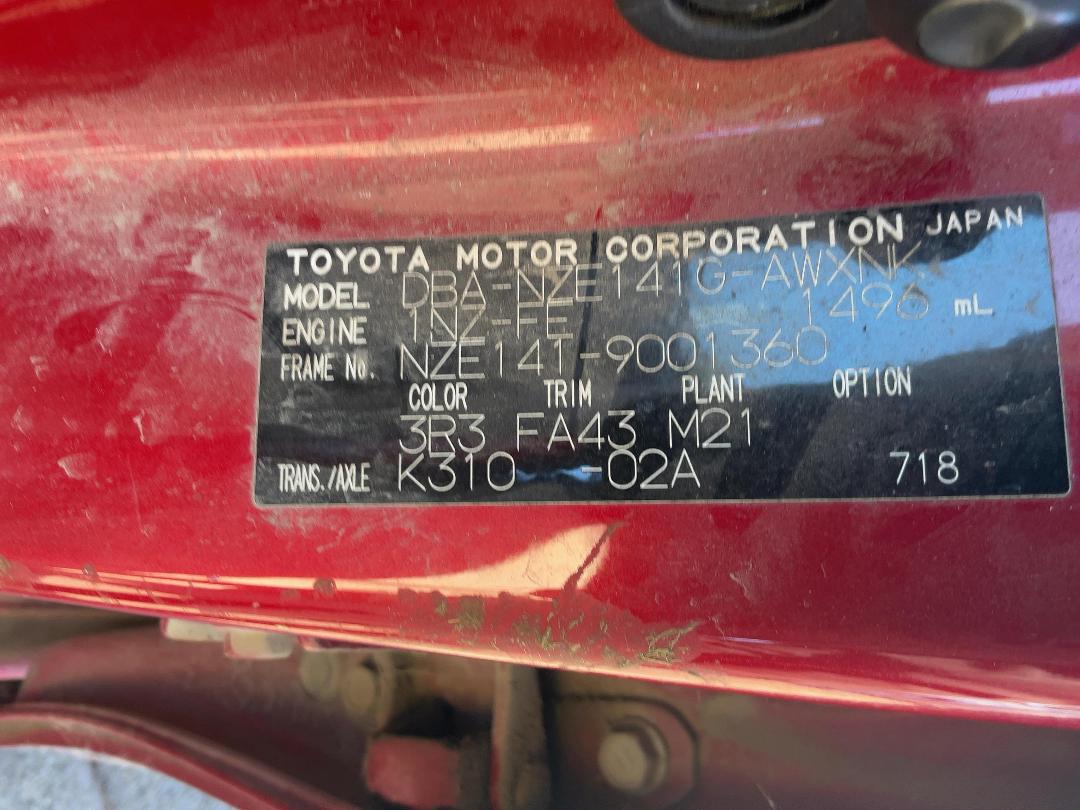 TOYOTA MOTOR CORPORATION JAPAN
MODEL DBA-NZE141G-AWXNK
ENGINE 1NZ-FE 1496 mL
FRAME No. NZE141-9001360
COLOR TRIM PLANT OPTION
3R3 FA43 M21
TRANS./AXLE K310 -02A 718